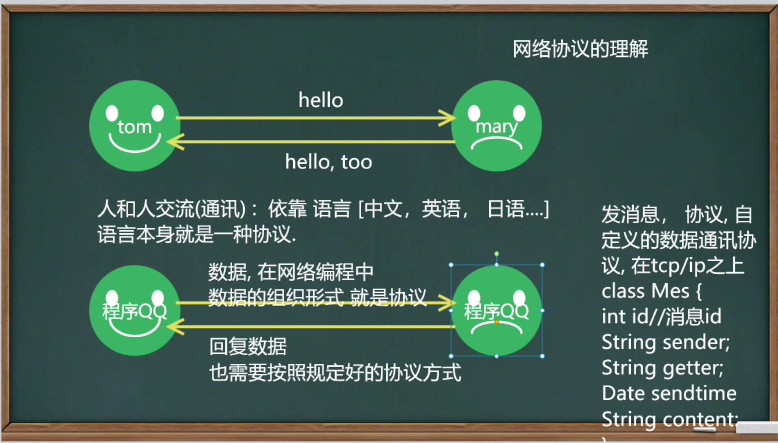 网络协议的理解
hello
tom
mary
hello, too
人和人交流(通讯) ：依靠 语言 [中文，英语， 日语....]
语言本身就是一种协议.
数据, 在网络编程中
数据的组织形式 就是协议
程序QQ
程序QQ
回复数据
也需要按照规定好的协议方式
发消息， 协议, 自
定义的数据通讯协
议, 在tcp/ip之上
class Mes {
int id//消息id
String sender;
String getter;
Date sendtime
String content;
}